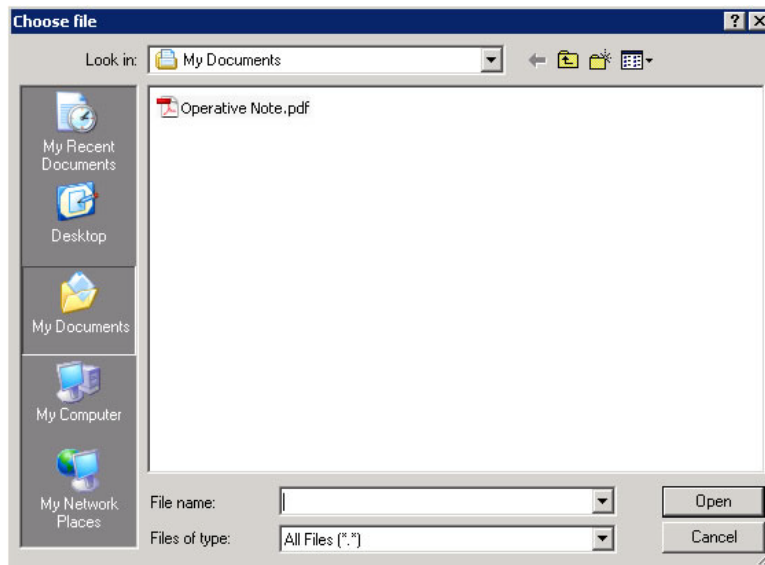 Choose file
Look in:
My Documents
My Recent
Documents
Desktop
My Documents
My Computer
My Network
Places
Operative Note.pdf
File name:
Open
Files of type:
All Files (*.*)
Cancel